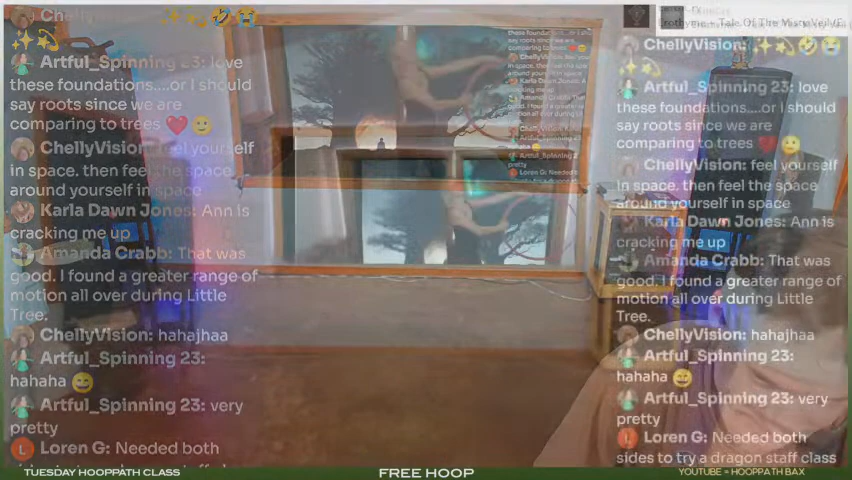 ChellyVision:
Artful_Spinning 23: love
these foundations....or I should
say roots since we are
comparing to trees ❤️🙂
ChellyVision: feel yourself
in space. then feel the space
around yourself in space
Karla Dawn Jones: Ann is
cracking me up
Amanda Crabb: That was
good. I found a greater range of
motion all over during Little
Tree.
ChellyVision: hahajhaa
Artful_Spinning 23:
hahaha 😄
Artful_Spinning 23: very
pretty
Loren G: Needed both
ChellyVision: ✨💫🤣😭
✨💫
Artful_Spinning 23: love
these foundations....or I should
say roots since we are
comparing to trees ❤️🙂
ChellyVision: feel yourself
in space. then feel the space
around yourself in space
Karla Dawn Jones: Ann is
cracking me up
Amanda Crabb: That was
good. I found a greater range of
motion all over during Little
Tree.
ChellyVision: hahajhaa
Artful_Spinning 23:
hahaha 😄
Artful_Spinning 23: very
pretty
Loren G: Needed both
sides to try a dragon staff class
TUESDAY HOOPPATH CLASS
FREE HOOP
YOUTUBE = HOOPPATH BAX